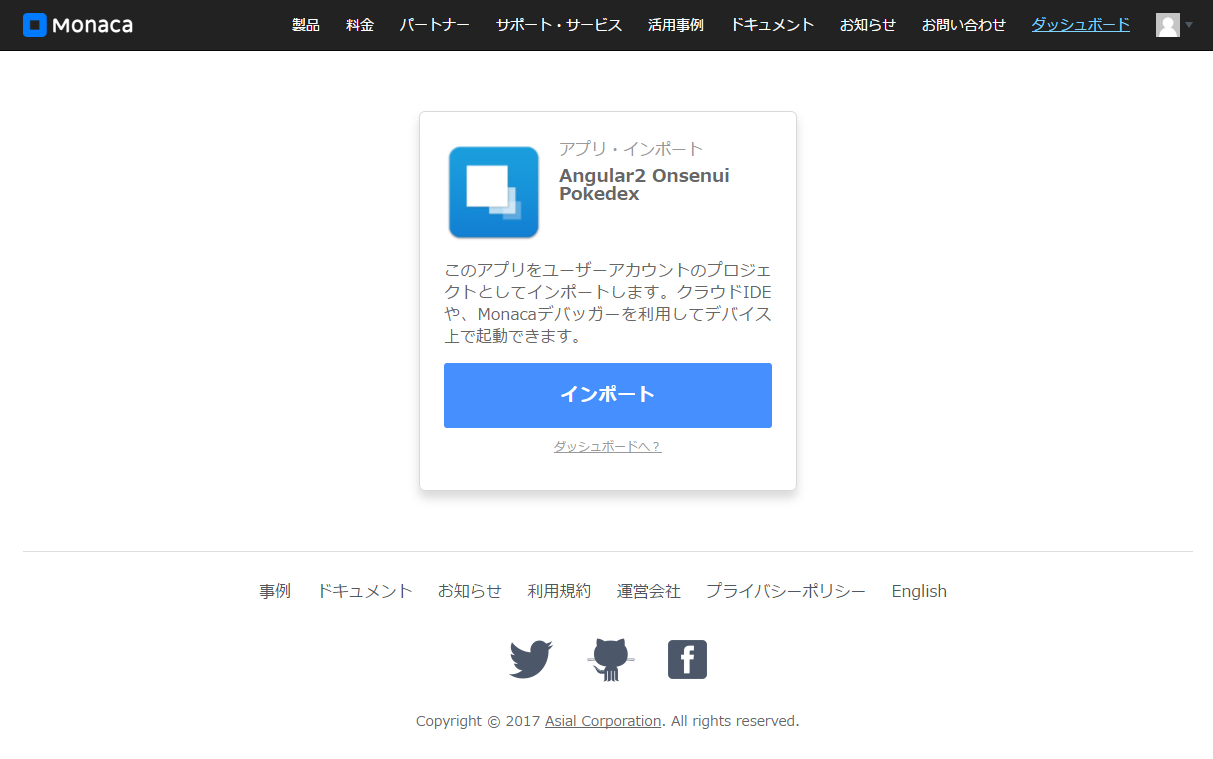 Monaca 製品 料金 パートナー サポート・サービス 活用事例 ドキュメント お知らせ お問い合わせ ダッシュボード
アプリ・インポート
Angular2 Onsenui
Pokedex
このアプリをユーザーアカウントのプロジェ
クトとしてインポートします。クラウドIDE
や、Monacaデバッガーを利用してデバイス
上で起動できます。
インポート
ダッシュボードへ？
事例 ドキュメント お知らせ 利用規約 運営会社 プライバシーポリシー English
Copyright © 2017 Asial Corporation. All rights reserved.